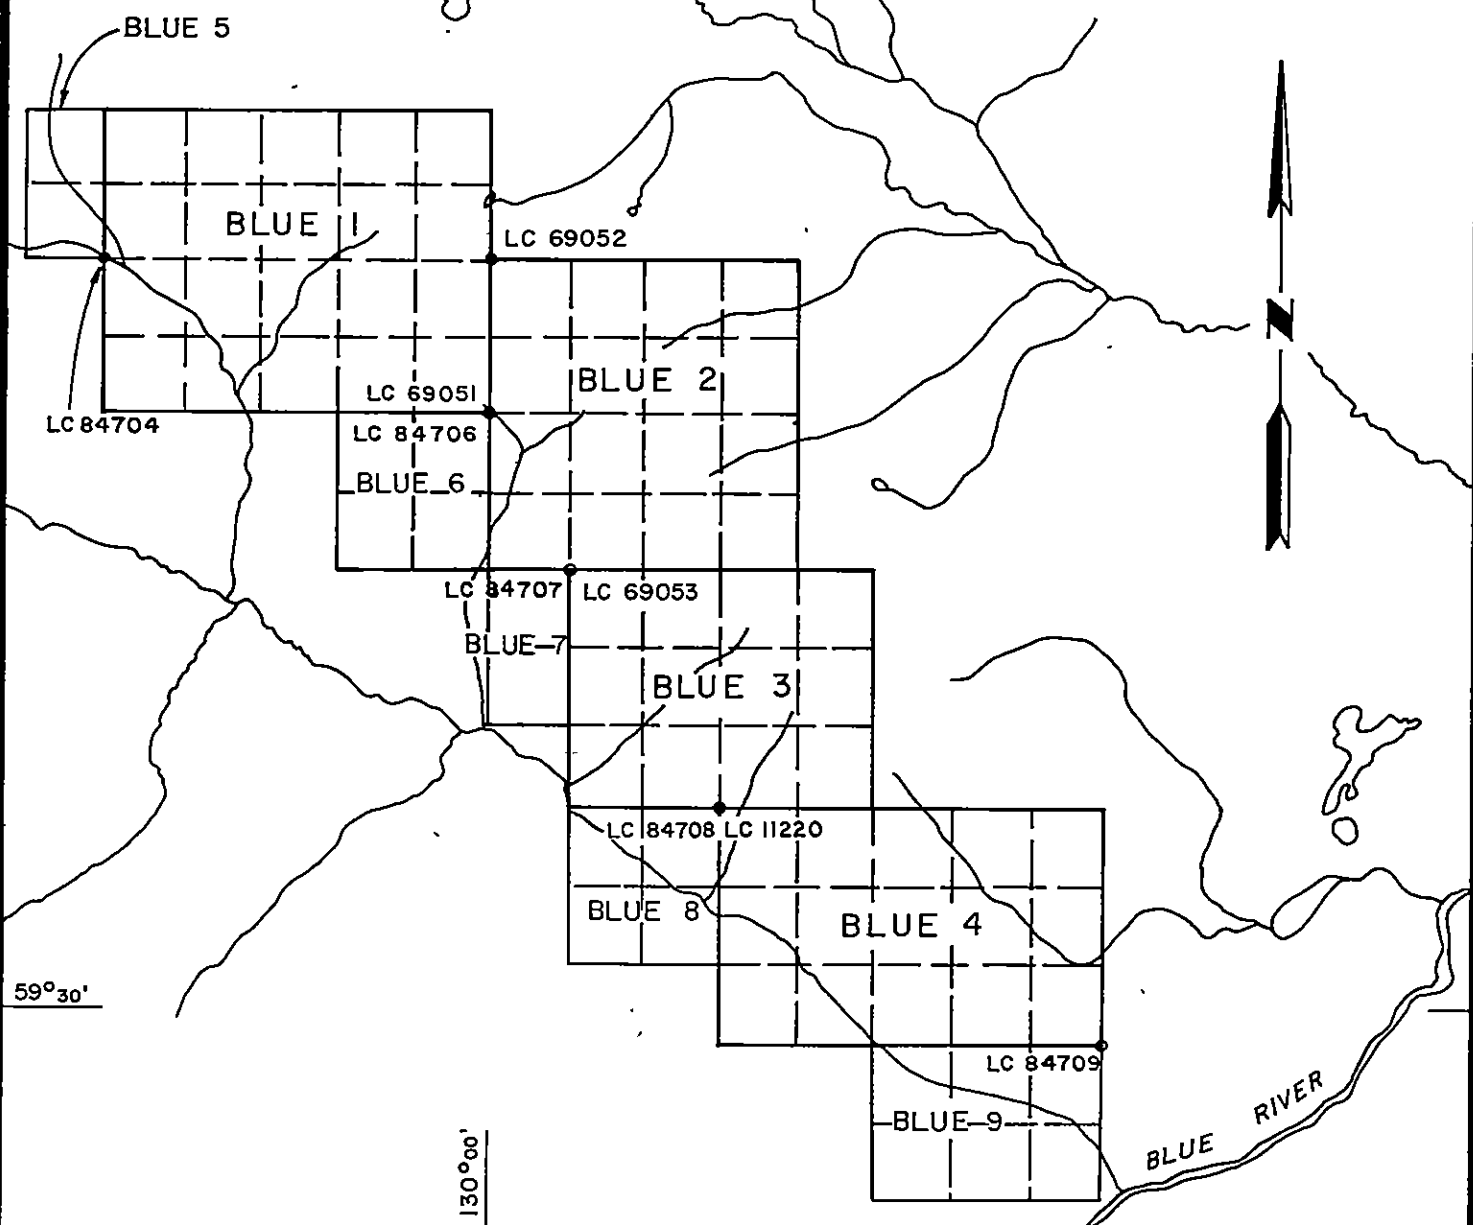 BLUE 5
BLUE 1
LC 69052
N
BLUE 2
LC 69051
LC 84704
LC 84706
BLUE 6
LC 84707
LC 69053
BLUE 7
BLUE 3
LC 84708
LC 11220
BLUE 8
BLUE 4
59°30'
LC 84709
BLUE 9
BLUE RIVER
130°00'